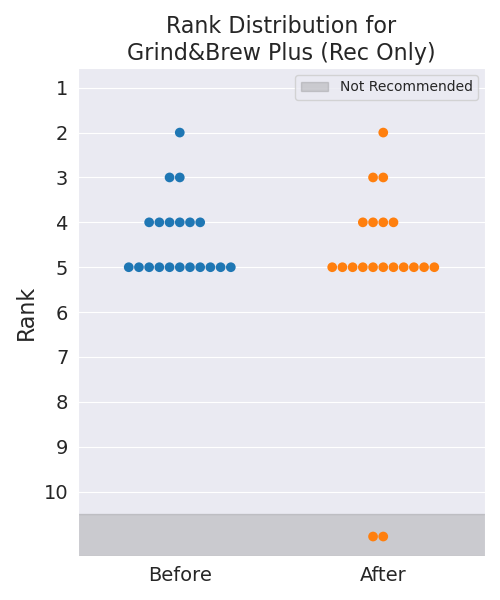 Rank Distribution for
Grind&Brew Plus (Rec Only)
Not Recommended
1
2
3
4
5
6
7
8
9
10
Rank
Before
After